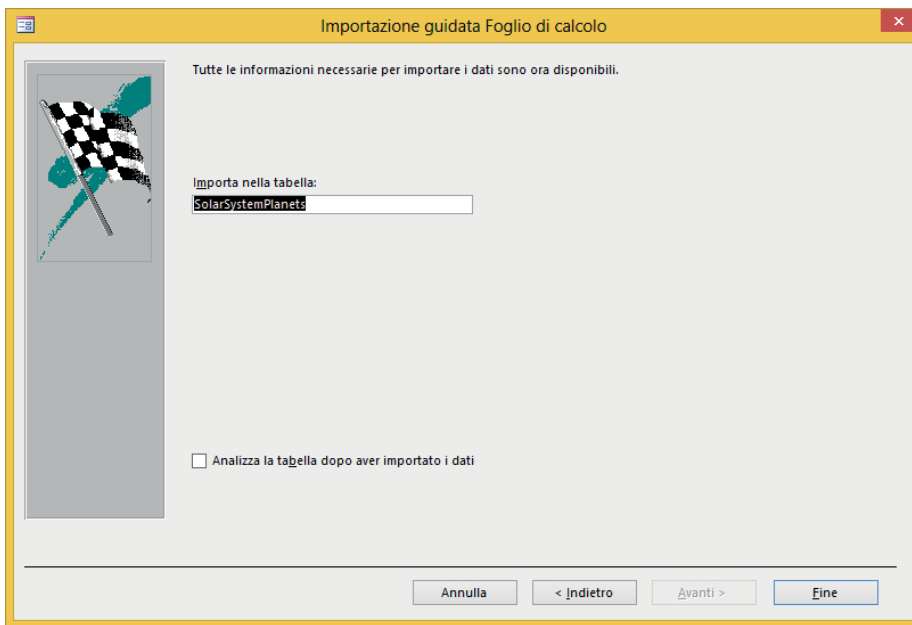 Importazione guidata Foglio di calcolo
Tutte le informazioni necessarie per importare i dati sono ora disponibili.
Importa nella tabella:
SolarSystemPlanets
Analizza la tabella dopo aver importato i dati
Annulla
< Indietro
Avanti >
Fine